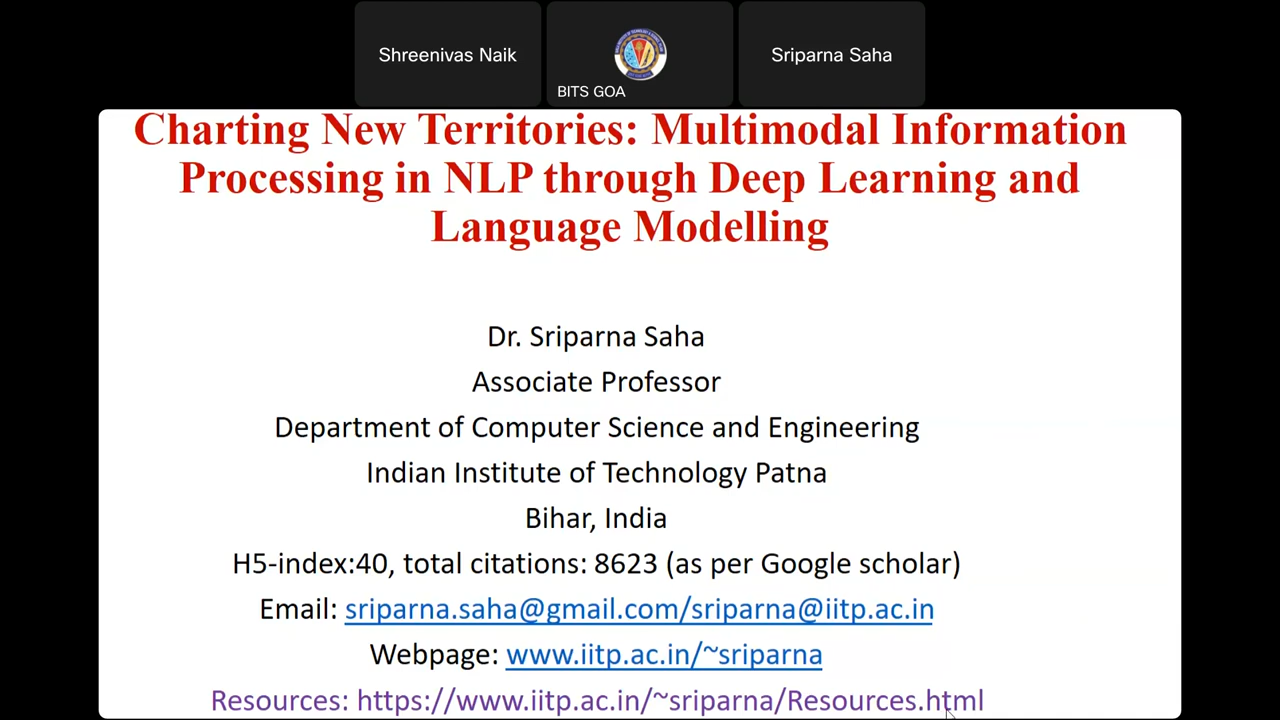 Shreenivas Naik
BITS GOA
Sriparna Saha
Charting New Territories: Multimodal Information
Processing in NLP through Deep Learning and
Language Modelling
Dr. Sriparna Saha
Associate Professor
Department of Computer Science and Engineering
Indian Institute of Technology Patna
Bihar, India
H5-index:40, total citations: 8623 (as per Google scholar)
Email: sriparna.saha@gmail.com/sriparna@iitp.ac.in
Webpage: www.iitp.ac.in/~sriparna
Resources: https://www.iitp.ac.in/~sriparna/Resources.html